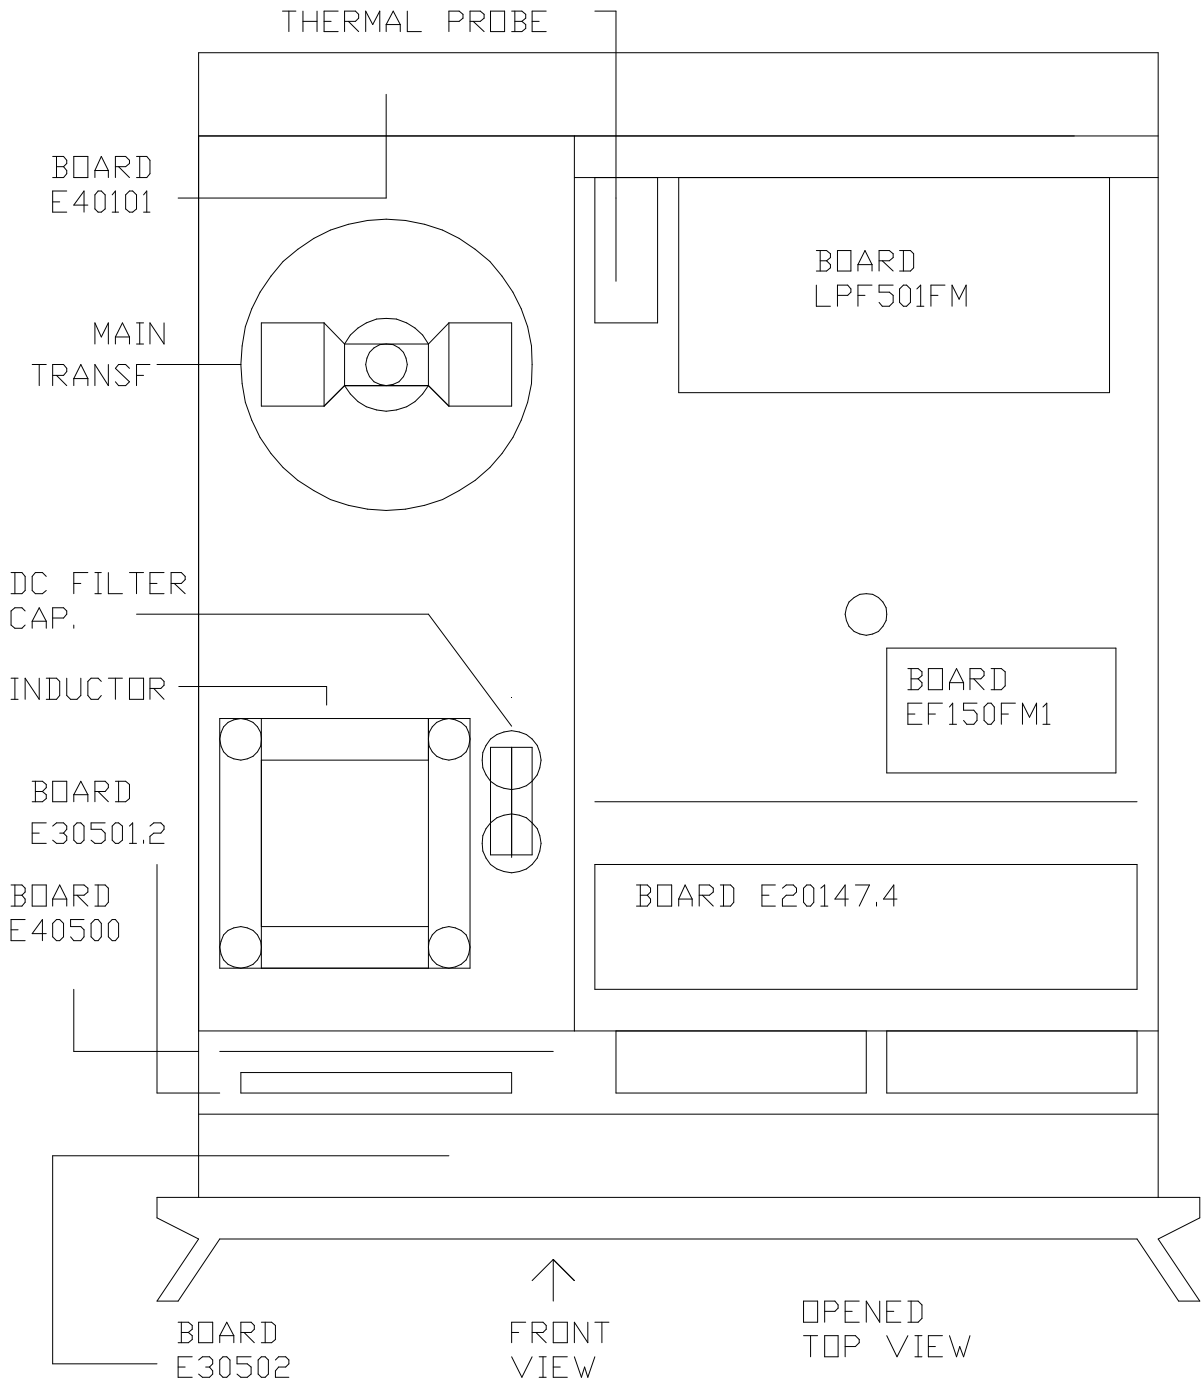 THERMAL PROBE
BOARD
E40101
BOARD
LPF501FM
MAIN
TRANSF
DC FILTER
CAP.
INDUCTOR
BOARD
EF150FM1
BOARD
E30501.2
BOARD
E40500
BOARD E20147.4
OPENED
TOP VIEW
FRONT
VIEW
BOARD
E30502